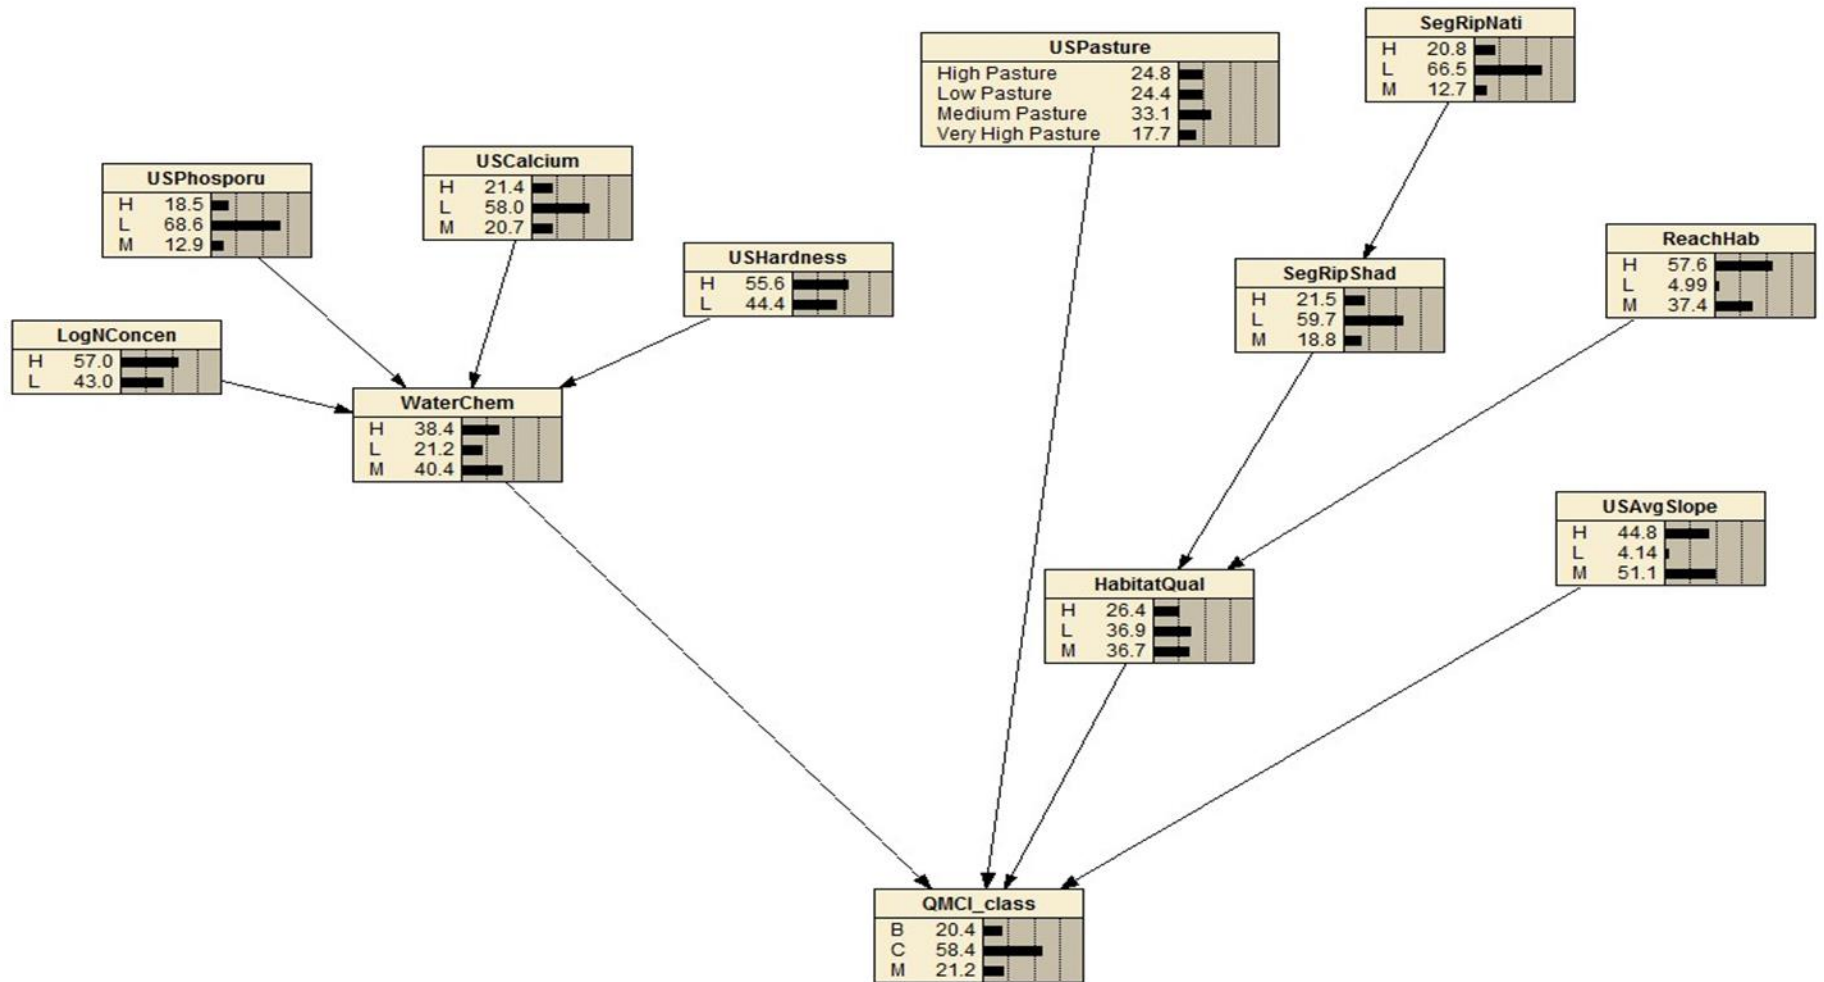 SegRipNati
H 20.8
L 66.5
M 12.7
USPasture
High Pasture 24.8
Low Pasture 24.4
Medium Pasture 33.1
Very High Pasture 17.7
USCalcium
H 21.4
L 58.0
M 20.7
USPhosporu
H 18.5
L 68.6
M 12.9
USHardness
H 55.6
L 44.4
ReachHab
H 57.6
L 4.99
M 37.4
SegRipShad
H 21.5
L 59.7
M 18.8
LogNConcen
H 57.0
L 43.0
WaterChem
H 38.4
L 21.2
M 40.4
USAvgSlope
H 44.8
L 4.14
M 51.1
HabitatQual
H 26.4
L 36.9
M 36.7
QMCI_class
B 20.4
C 58.4
M 21.2